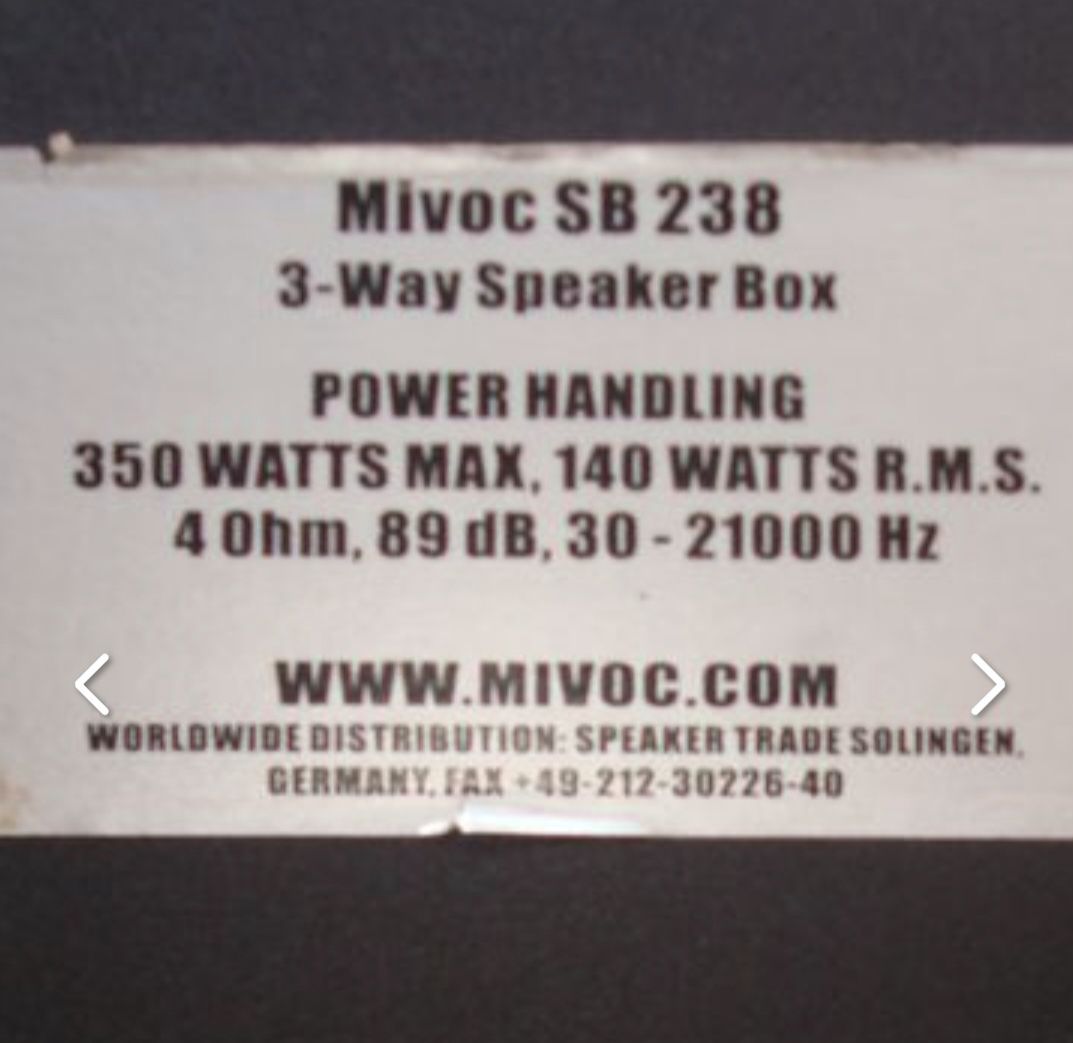 Mivoc SB 238
3-Way Speaker Box
POWER HANDLING
350 WATTS MAX, 140 WATTS R.M.S.
4 Ohm, 89 dB, 30 - 21000 Hz
WWW.MIVOC.COM
WORLDWIDE DISTRIBUTION: SPEAKER TRADE SOLINGEN,
GERMANY, FAX +49-212-30226-40